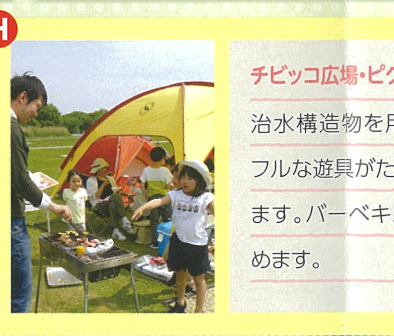 H
チビッコ広場・ピク
治水構造物を
フルな遊具がた
ます。バーベキ
めます。